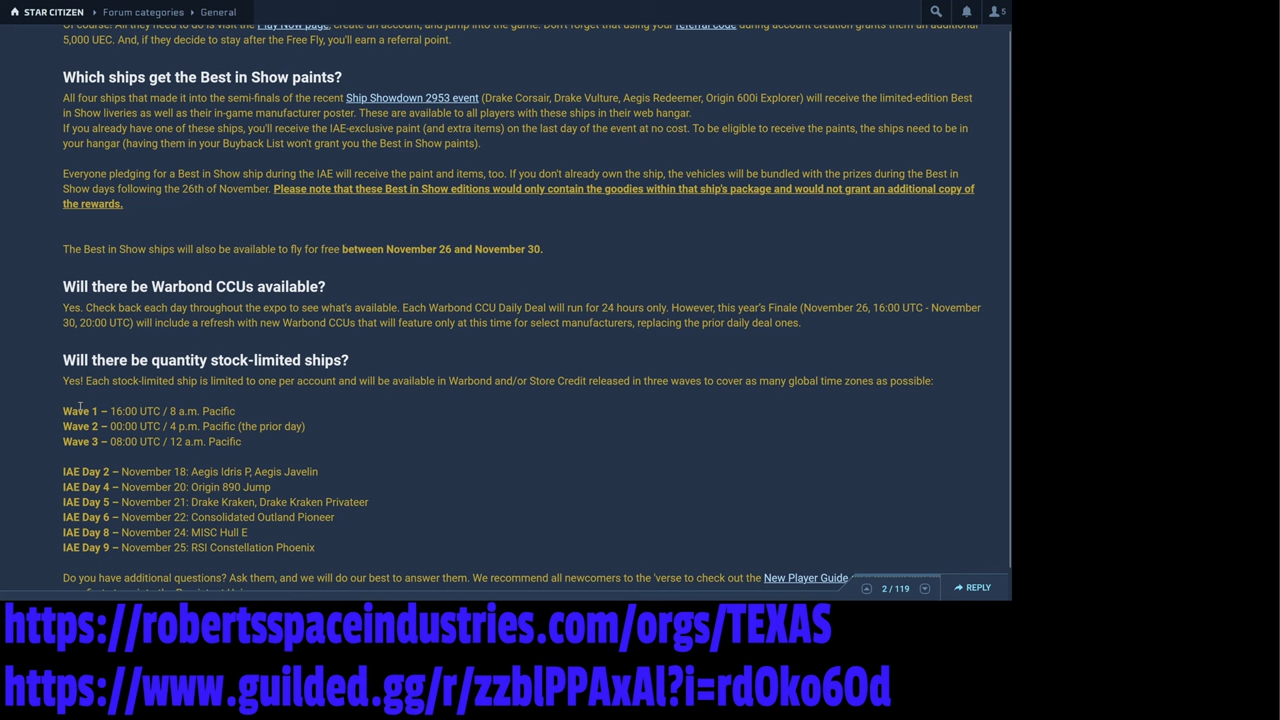 STAR CITIZEN > Forum categories > General
5
5,000 UEC. And, if they decide to stay after the Free Fly, you'll earn a referral point.
Which ships get the Best in Show paints?
All four ships that made it into the semi-finals of the recent Ship Showdown 2953 event (Drake Corsair, Drake Vulture, Aegis Redeemer, Origin 600i Explorer) will receive the limited-edition Best
in Show liveries as well as their in-game manufacturer poster. These are available to all players with these ships in their web hangar.
If you already have one of these ships, you'll receive the IAE-exclusive paint (and extra items) on the last day of the event at no cost. To be eligible to receive the paints, the ships need to be in
your hangar (having them in your Buyback List won't grant you the Best in Show paints).
Everyone pledging for a Best in Show ship during the IAE will receive the paint and items, too. If you don't already own the ship, the vehicles will be bundled with the prizes during the Best in
Show days following the 26th of November. Please note that these Best in Show editions would only contain the goodies within that ship's package and would not grant an additional copy of
the rewards.
The Best in Show ships will also be available to fly for free between November 26 and November 30.
Will there be Warbond CCUs available?
Yes. Check back each day throughout the expo to see what's available. Each Warbond CCU Daily Deal will run for 24 hours only. However, this year's Finale (November 26, 16:00 UTC - November
30, 20:00 UTC) will include a refresh with new Warbond CCUs that will feature only at this time for select manufacturers, replacing the prior daily deal ones.
Will there be quantity stock-limited ships?
Yes! Each stock-limited ship is limited to one per account and will be available in Warbond and/or Store Credit released in three waves to cover as many global time zones as possible:
Wave 1 – 16:00 UTC / 8 a.m. Pacific
Wave 2 – 00:00 UTC / 4 p.m. Pacific (the prior day)
Wave 3 – 08:00 UTC / 12 a.m. Pacific
IAE Day 2 – November 18: Aegis Idris P, Aegis Javelin
IAE Day 4 – November 20: Origin 890 Jump
IAE Day 5 – November 21: Drake Kraken, Drake Kraken Privateer
IAE Day 6 – November 22: Consolidated Outland Pioneer
IAE Day 8 – November 24: MISC Hull E
IAE Day 9 – November 25: RSI Constellation Phoenix
Do you have additional questions? Ask them, and we will do our best to answer them. We recommend all newcomers to the 'verse to check out the New Player Guide
2 / 119
REPLY
https://robertsspaceindustries.com/orgs/TEXAS
https://www.guilded.gg/r/zzblPPAxAl?i=rdOko6Od